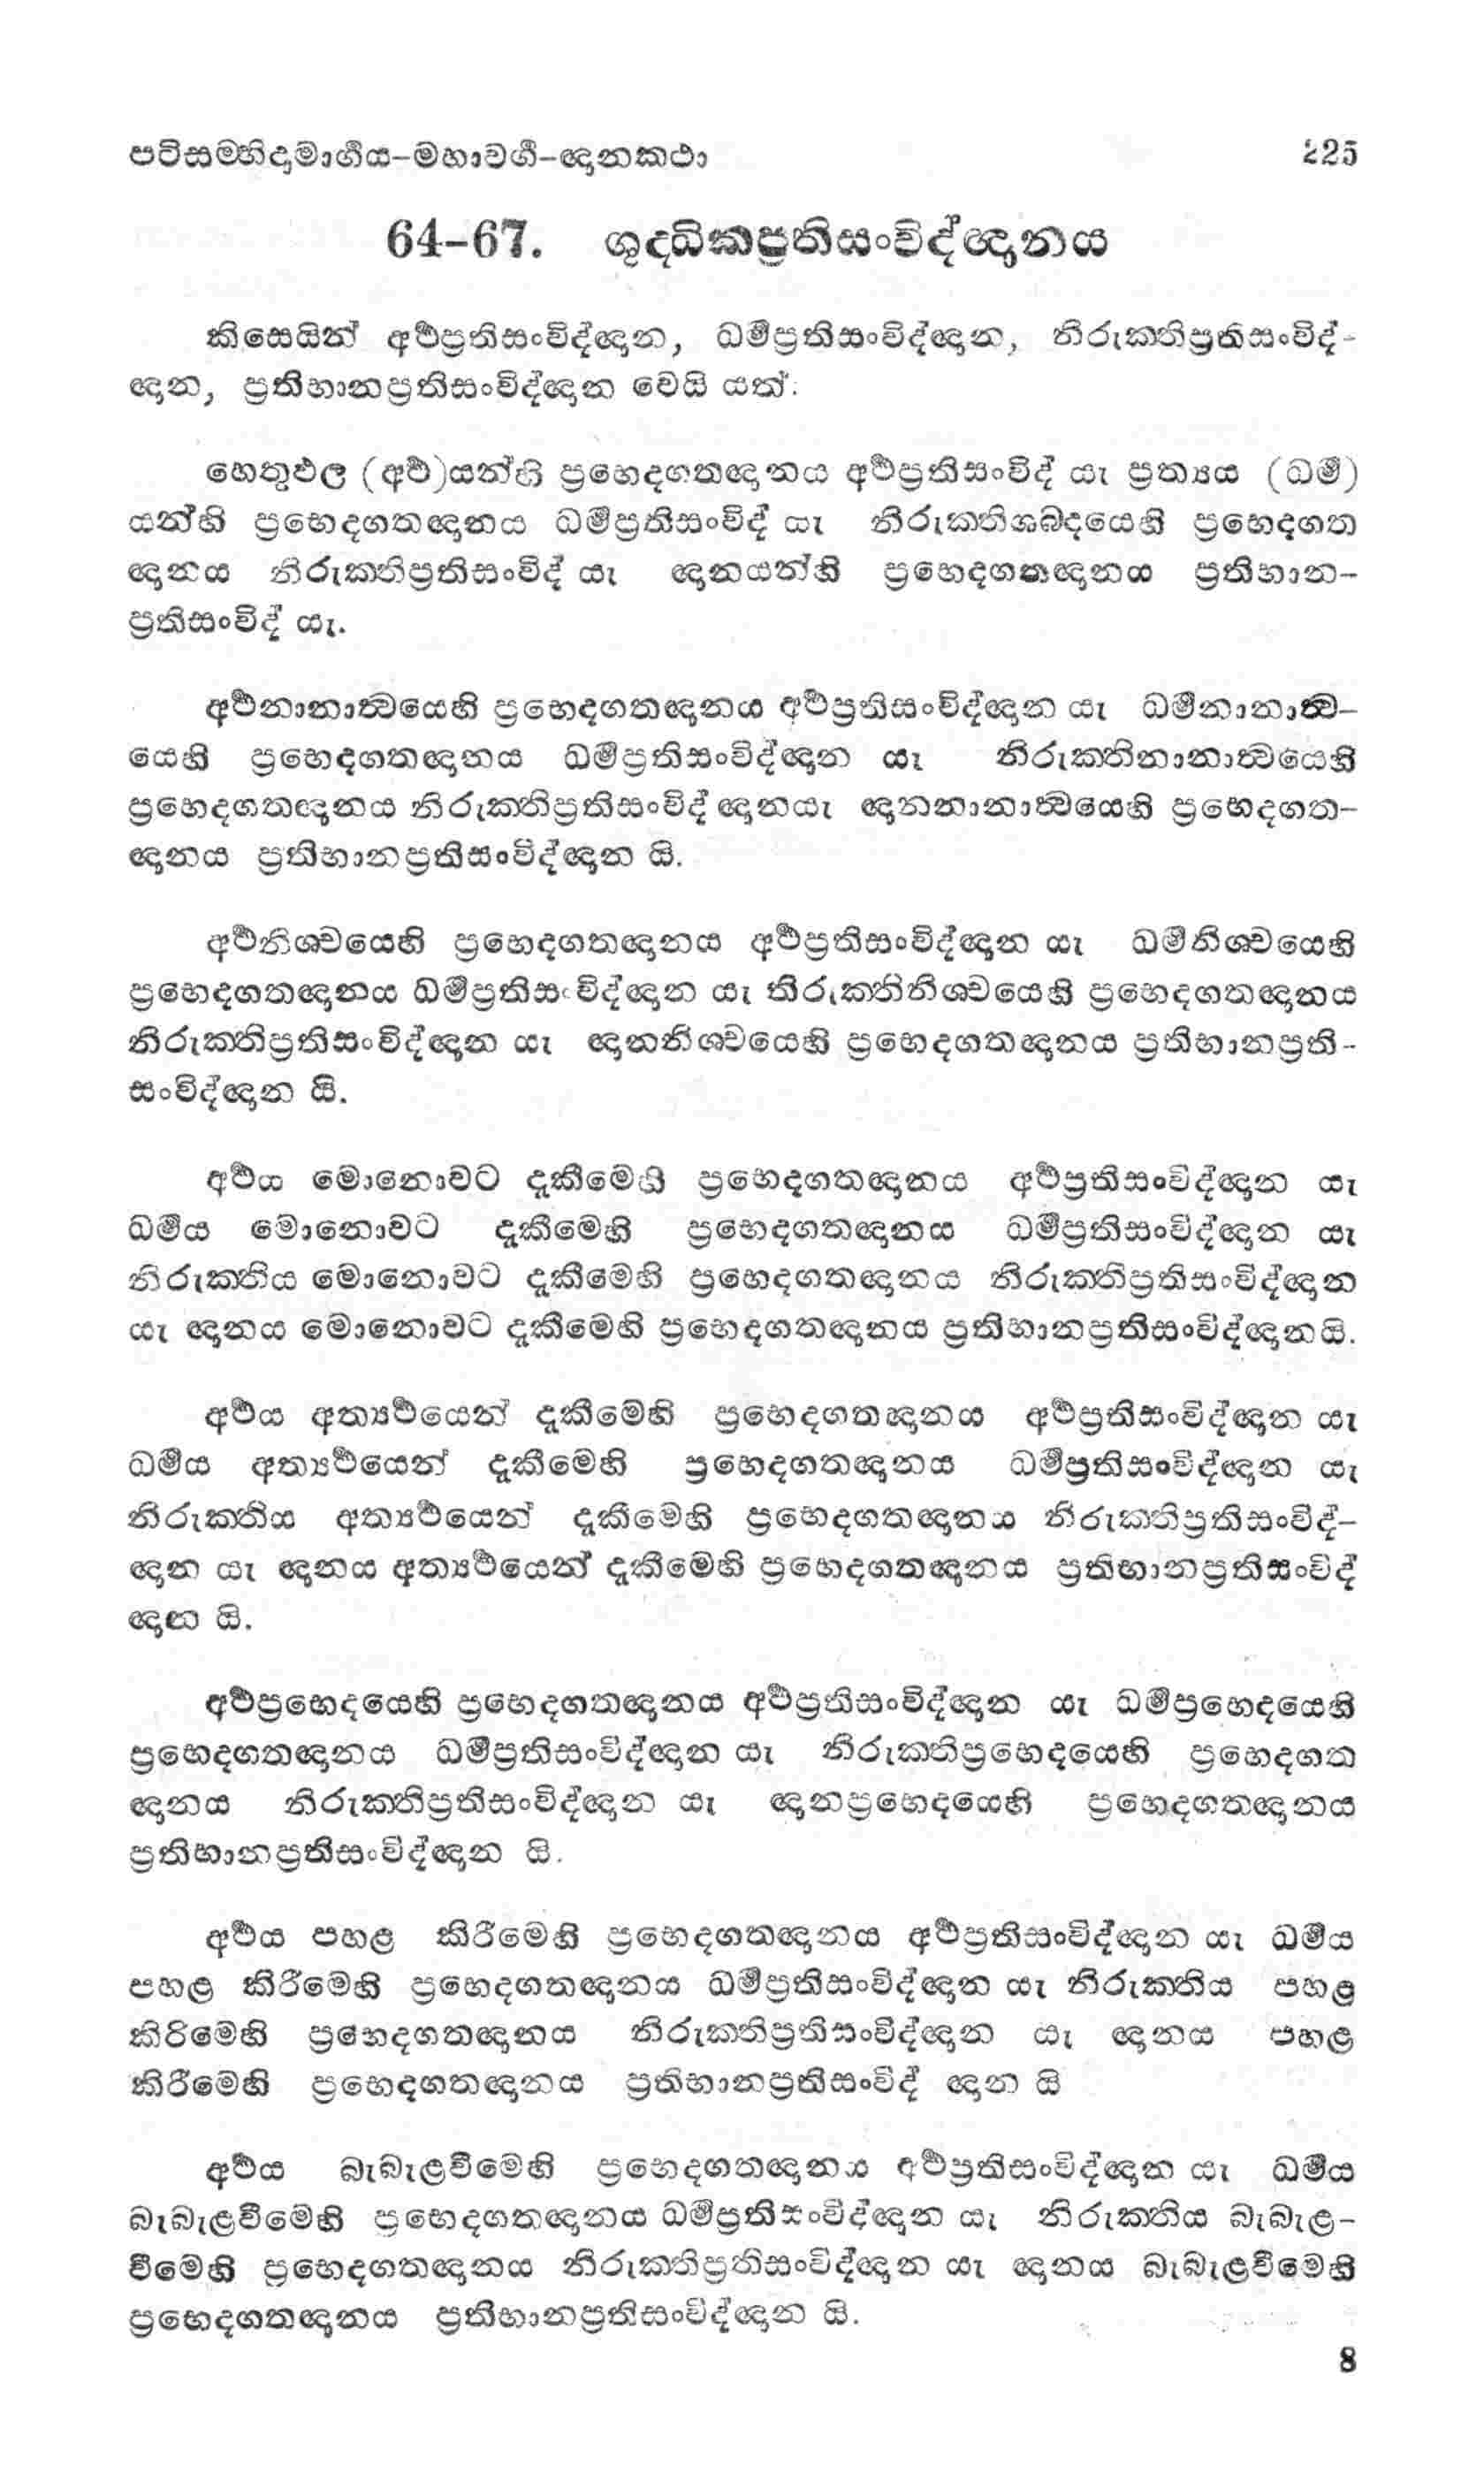 පටිසම්භිදාමාර්ගය-මහාවර්ග-ඥානකථා 225
64-67. ශුද්ධිකප්‍රතිසංවිද්ඥානය
කිසෙයින් අර්ථප්‍රතිසංවිද්ඥාන, ධර්මප්‍රතිසංවිද්ඥාන, නිරුක්තිප්‍රතිසංවිද්-
ඥාන, ප්‍රතිභානප්‍රතිසංවිද්ඥාන වෙයි යත්:
හෙතුඵල (අර්ථ)යන්හි ප්‍රභෙදගතඥානය අර්ථප්‍රතිසංවිද් යැ ප්‍රත්‍යය (ධර්ම)
යන්හි ප්‍රභෙදගතඥානය ධර්මප්‍රතිසංවිද් යැ නිරුක්තිශබ්දයෙහි ප්‍රභෙදගත
ඥානය නිරුක්තිප්‍රතිසංවිද් යැ ඥානයන්හි ප්‍රභෙදගතඥානය ප්‍රතිභාන-
ප්‍රතිසංවිද් යැ.
අර්ථනානාත්‍වයෙහි ප්‍රභෙදගතඥානය අර්ථප්‍රතිසංවිද්ඥාන යැ ධර්මනානාත්‍ව-
යෙහි ප්‍රභෙදගතඥානය ධර්මප්‍රතිසංවිද්ඥාන යැ නිරුක්තිනානාත්‍වයෙහි
ප්‍රභෙදගතඥානය නිරුක්තිප්‍රතිසංවිද් ඥානයැ ඥානනානාත්‍වයෙහි ප්‍රභෙදගත-
ඥානය ප්‍රතිභානප්‍රතිසංවිද්ඥාන යි.
අර්ථනිශ්චයෙහි ප්‍රභෙදගතඥානය අර්ථප්‍රතිසංවිද්ඥාන යැ ධර්මනිශ්චයෙහි
ප්‍රභෙදගතඥානය ධර්මප්‍රතිසංවිද්ඥාන යැ නිරුක්තිනිශ්චයෙහි ප්‍රභෙදගතඥානය
නිරුක්තිප්‍රතිසංවිද්ඥාන යැ ඥානනිශ්චයෙහි ප්‍රභෙදගතඥානය ප්‍රතිභානප්‍රති-
සංවිද්ඥාන යි.
අර්ථය මොනොවට දැකීමෙහි ප්‍රභෙදගතඥානය අර්ථප්‍රතිසංවිද්ඥාන යැ
ධර්මය මොනොවට දැකීමෙහි ප්‍රභෙදගතඥානය ධර්මප්‍රතිසංවිද්ඥාන යැ
නිරුක්තිය මොනොවට දැකීමෙහි ප්‍රභෙදගතඥානය නිරුක්තිප්‍රතිසංවිද්ඥාන
යැ ඥානය මොනොවට දැකීමෙහි ප්‍රභෙදගතඥානය ප්‍රතිභානප්‍රතිසංවිද්ඥානයි.
අර්ථය අත්‍යර්ථයෙන් දැකීමෙහි ප්‍රභෙදගතඥානය අර්ථප්‍රතිසංවිද්ඥාන යැ
ධර්මය අත්‍යර්ථයෙන් දැකීමෙහි ප්‍රභෙදගතඥානය ධර්මප්‍රතිසංවිද්ඥාන යැ
නිරුක්තිය අත්‍යර්ථයෙන් දැකීමෙහි ප්‍රභෙදගතඥානය නිරුක්තිප්‍රතිසංවිද්-
ඥාන යැ ඥානය අත්‍යර්ථයෙන් දැකීමෙහි ප්‍රභෙදගතඥානය ප්‍රතිභානප්‍රතිසංවිද්
ඥාන යි.
අර්ථප්‍රභෙදයෙහි ප්‍රභෙදගතඥානය අර්ථප්‍රතිසංවිද්ඥාන යැ ධර්මප්‍රභෙදයෙහි
ප්‍රභෙදගතඥානය ධර්මප්‍රතිසංවිද්ඥාන යැ නිරුක්තිප්‍රභෙදයෙහි ප්‍රභෙදගත
ඥානය නිරුක්තිප්‍රතිසංවිද්ඥාන යැ ඥානප්‍රභෙදයෙහි ප්‍රභෙදගතඥානය
ප්‍රතිභානප්‍රතිසංවිද්ඥාන යි.
අර්ථය පහළ කිරීමෙහි ප්‍රභෙදගතඥානය අර්ථප්‍රතිසංවිද්ඥාන යැ ධර්මය
පහළ කිරීමෙහි ප්‍රභෙදගතඥානය ධර්මප්‍රතිසංවිද්ඥාන යැ නිරුක්තිය පහළ
කිරිමෙහි ප්‍රභෙදගතඥානය නිරුක්තිප්‍රතිසංවිද්ඥාන යැ ඥානය පහළ
කිරීමෙහි ප්‍රභෙදගතඥානය ප්‍රතිභානප්‍රතිසංවිද් ඥාන යි
අර්ථය බැබැළවීමෙහි ප්‍රභෙදගතඥානය අර්ථප්‍රතිසංවිද්ඥාන යැ ධර්මය
බැබැළවීමෙහි ප්‍රභෙදගතඥානය ධර්මප්‍රතිසංවිද්ඥාන යැ නිරුක්තිය බැබැළ-
වීමෙහි ප්‍රභෙදගතඥානය නිරුක්තිප්‍රතිසංවිද්ඥාන යැ ඥානය බැබැළවීමෙහි
ප්‍රභෙදගතඥානය ප්‍රතිභානප්‍රතිසංවිද්ඥාන යි.
8